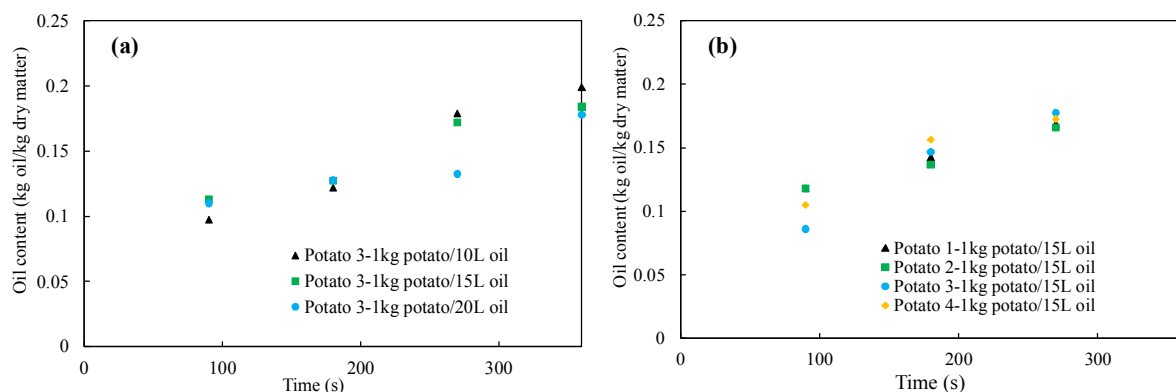 (a)
Oil content (kg oil/kg dry matter)
0.25
0.2
0.15
0.1
0.05
0
Potato 3-1kg potato/10L oil
Potato 3-1kg potato/15L oil
Potato 3-1kg potato/20L oil
0 100 200 300
Time (s)
(b)
Oil content (kg oil/kg dry matter)
0.25
0.2
0.15
0.1
0.05
0
Potato 1-1kg potato/15L oil
Potato 2-1kg potato/15L oil
Potato 3-1kg potato/15L oil
Potato 4-1kg potato/15L oil
0 100 200 300
Time (s)